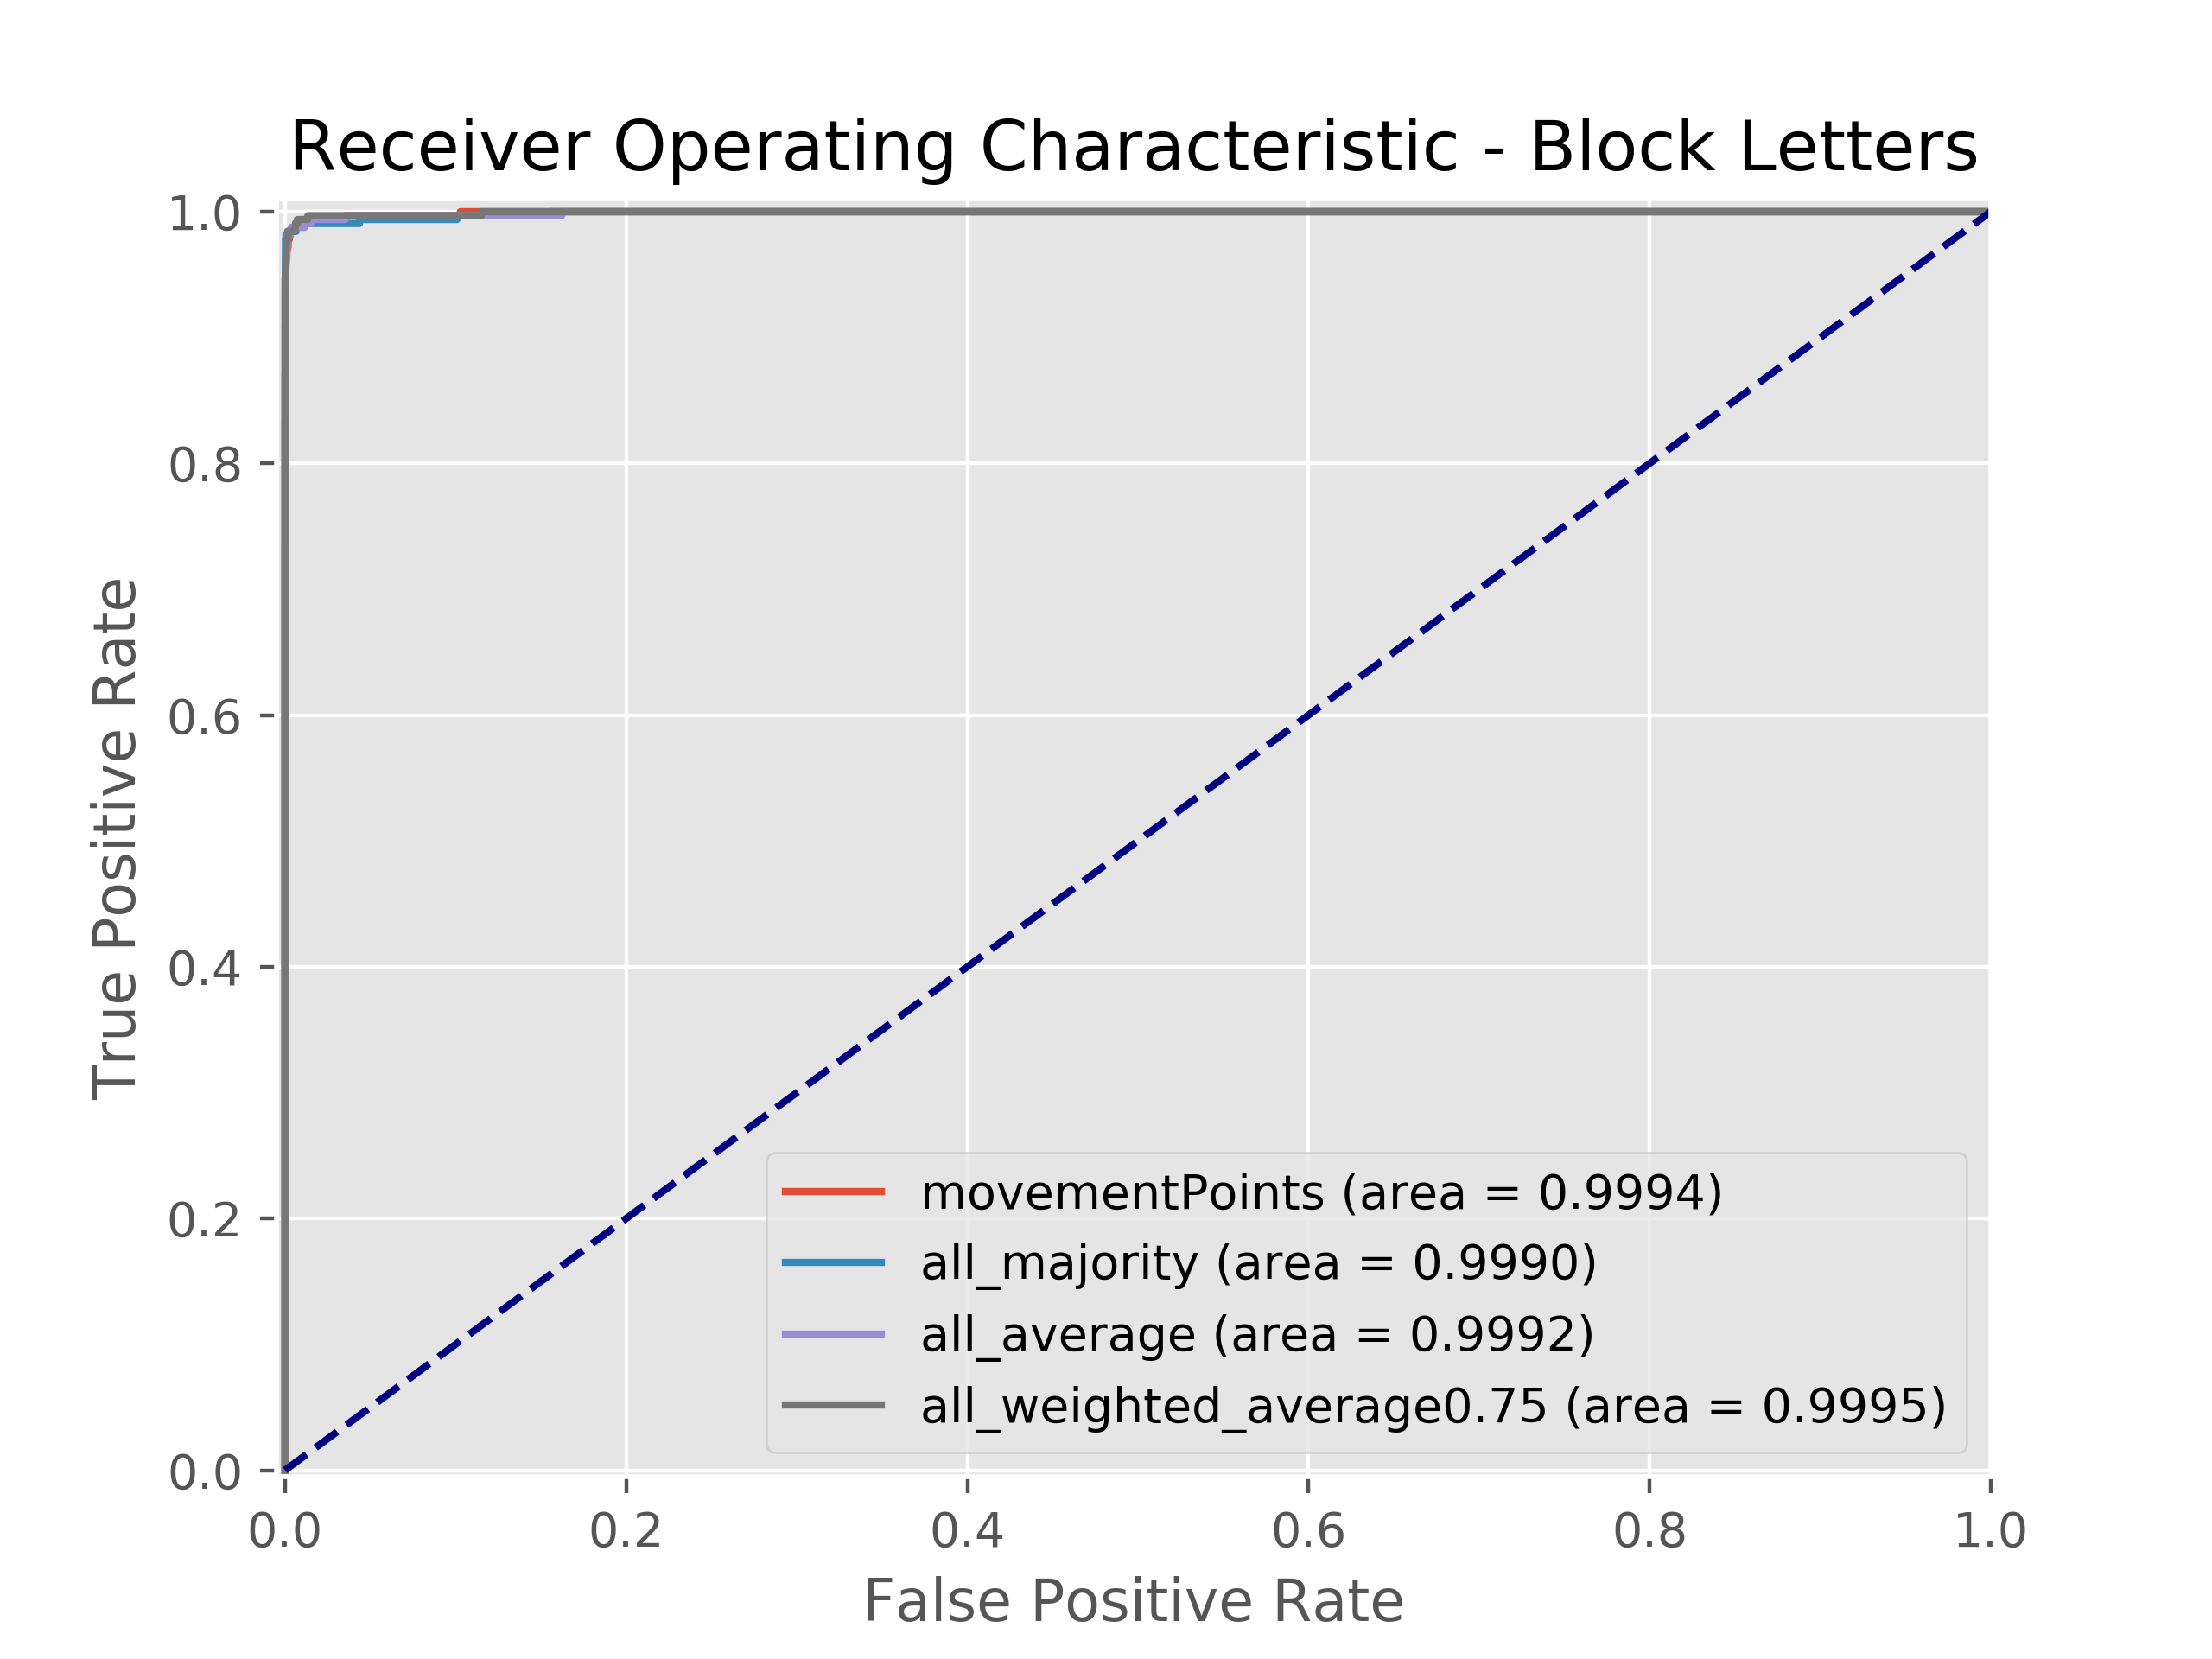 Receiver Operating Characteristic - Block Letters
1.0
0.8
0.6
0.4
0.2
0.0
True Positive Rate
movementPoints (area = 0.9994)
all_majority (area = 0.9990)
all_average (area = 0.9992)
all_weighted_average0.75 (area = 0.9995)
0.0 0.2 0.4 0.6 0.8 1.0
False Positive Rate